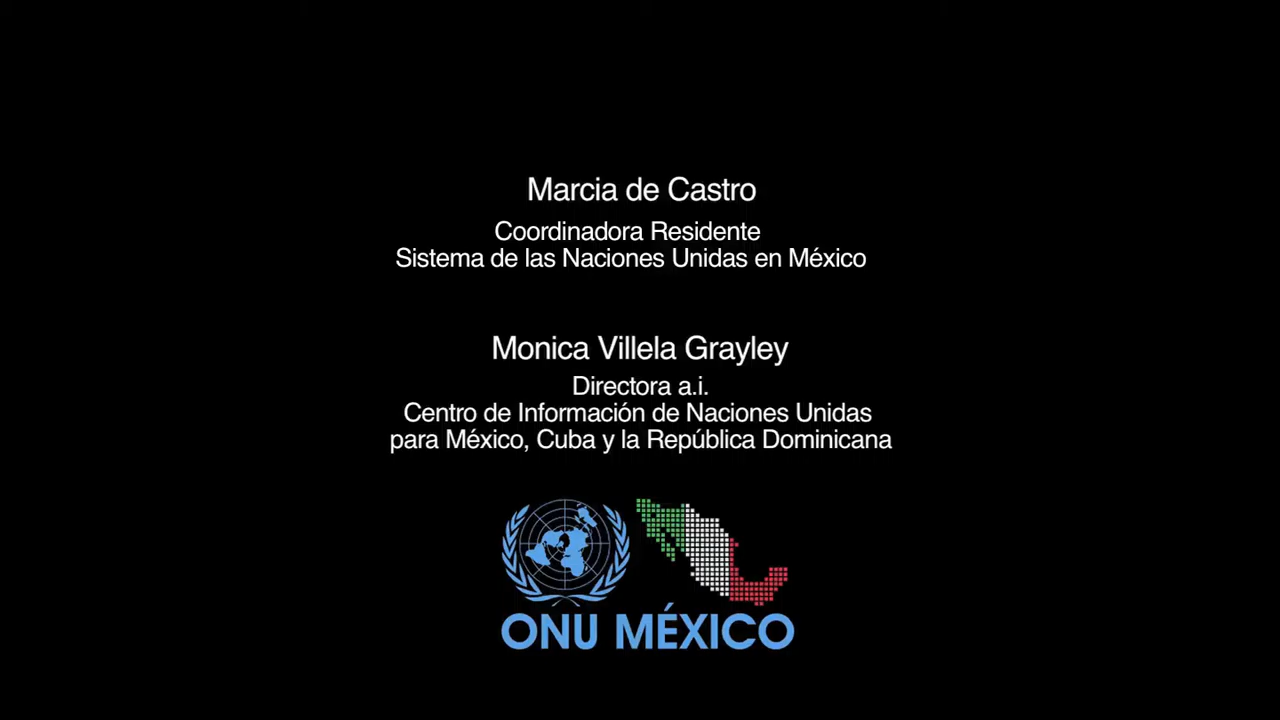 Marcia de Castro
Coordinadora Residente
Sistema de las Naciones Unidas en México
Monica Villela Grayley
Directora a.i.
Centro de Información de Naciones Unidas
para México, Cuba y la República Dominicana
ONU MÉXICO